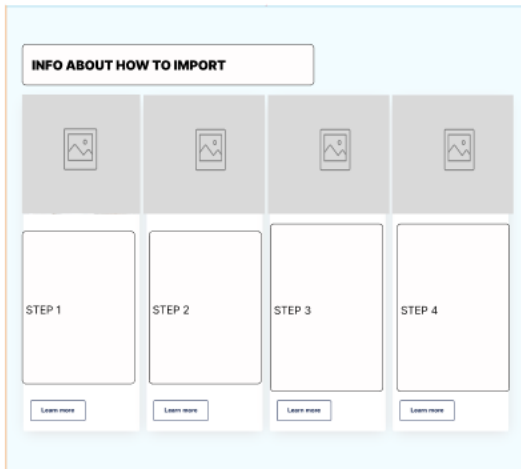 INFO ABOUT HOW TO IMPORT
STEP 1
STEP 2
STEP 3
STEP 4
Learn more
Learn more
Learn more
Learn more